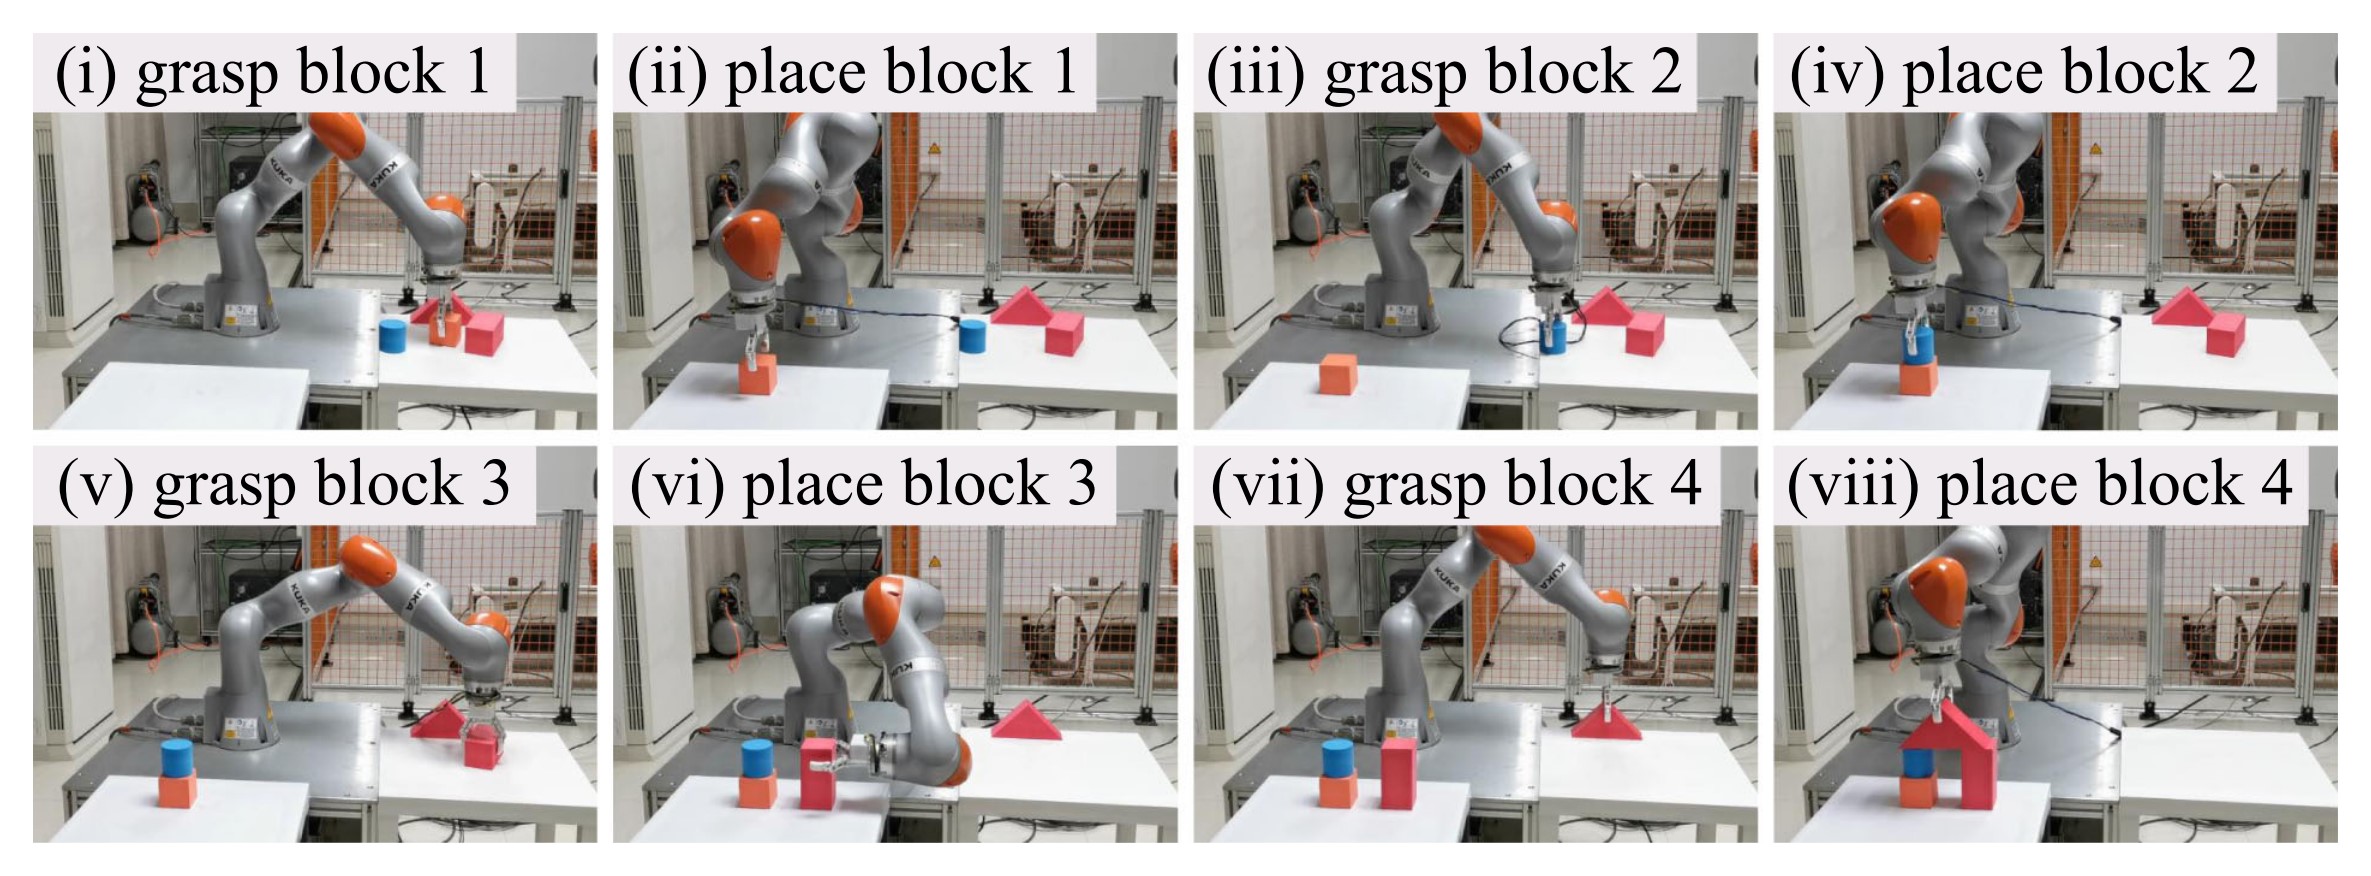 (i) grasp block 1
(ii) place block 1
(iii) grasp block 2
(iv) place block 2
KUKA
KUKA
KUKA
KUKA
(v) grasp block 3
(vi) place block 3
(vii) grasp block 4
(viii) place block 4
KUKA
KUKA
KUKA
KUKA
KUKA